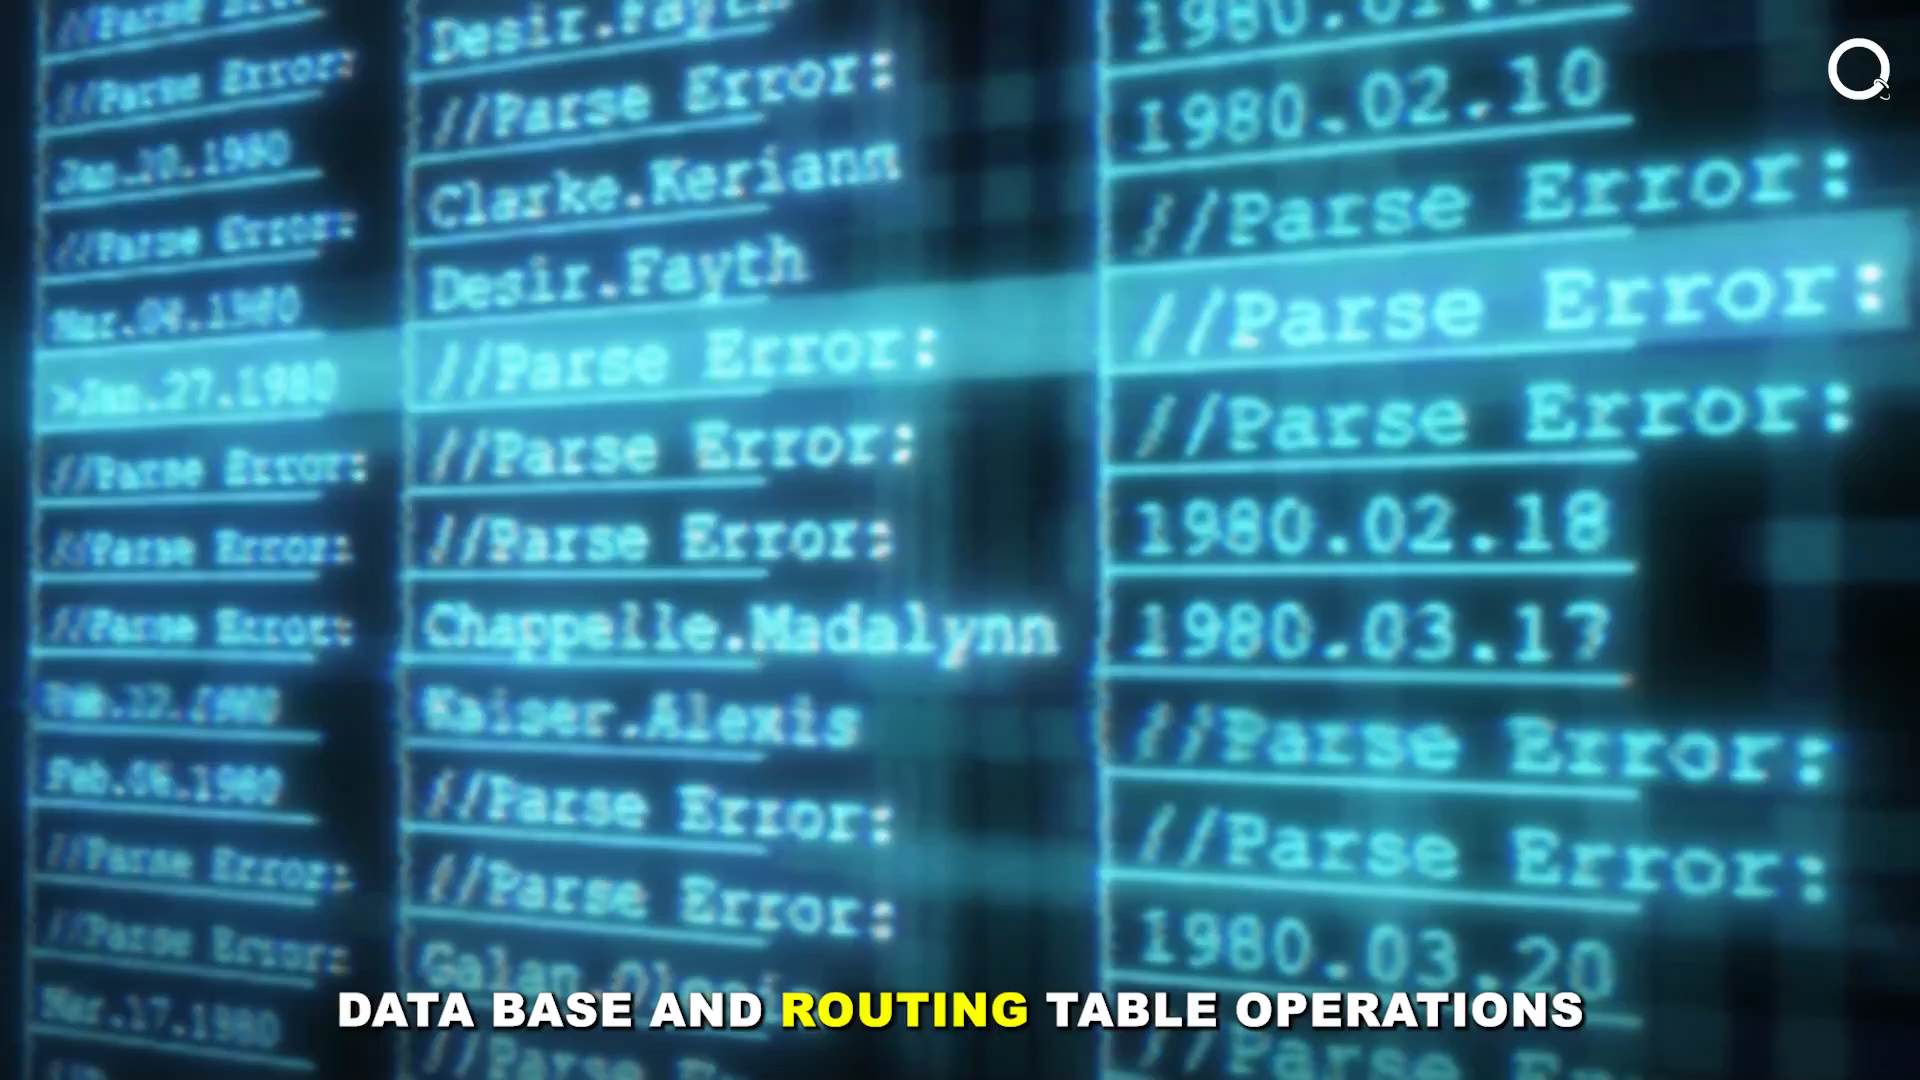 //Parse Error:
Jan.20.1980
//Parse Error:
Mar.04.1980
>Jan.27.1980
//Parse Error:
//Parse Error:
//Parse Error:
Feb.06.1980
//Parse Error:
//Parse Error:
Mar.17.1980
Desir.Fayth
//Parse Error:
Clarke.Keriann
Desir.Fayth
//Parse Error:
//Parse Error:
//Parse Error:
Chappelle.Madalynn
Kaiser.Alexis
//Parse Error:
//Parse Error:
1980.02.10
//Parse Error:
//Parse Error:
//Parse Error:
1980.02.18
1980.03.17
//Parse Error:
//Parse Error:
1980.03.20
DATA BASE AND ROUTING TABLE OPERATIONS